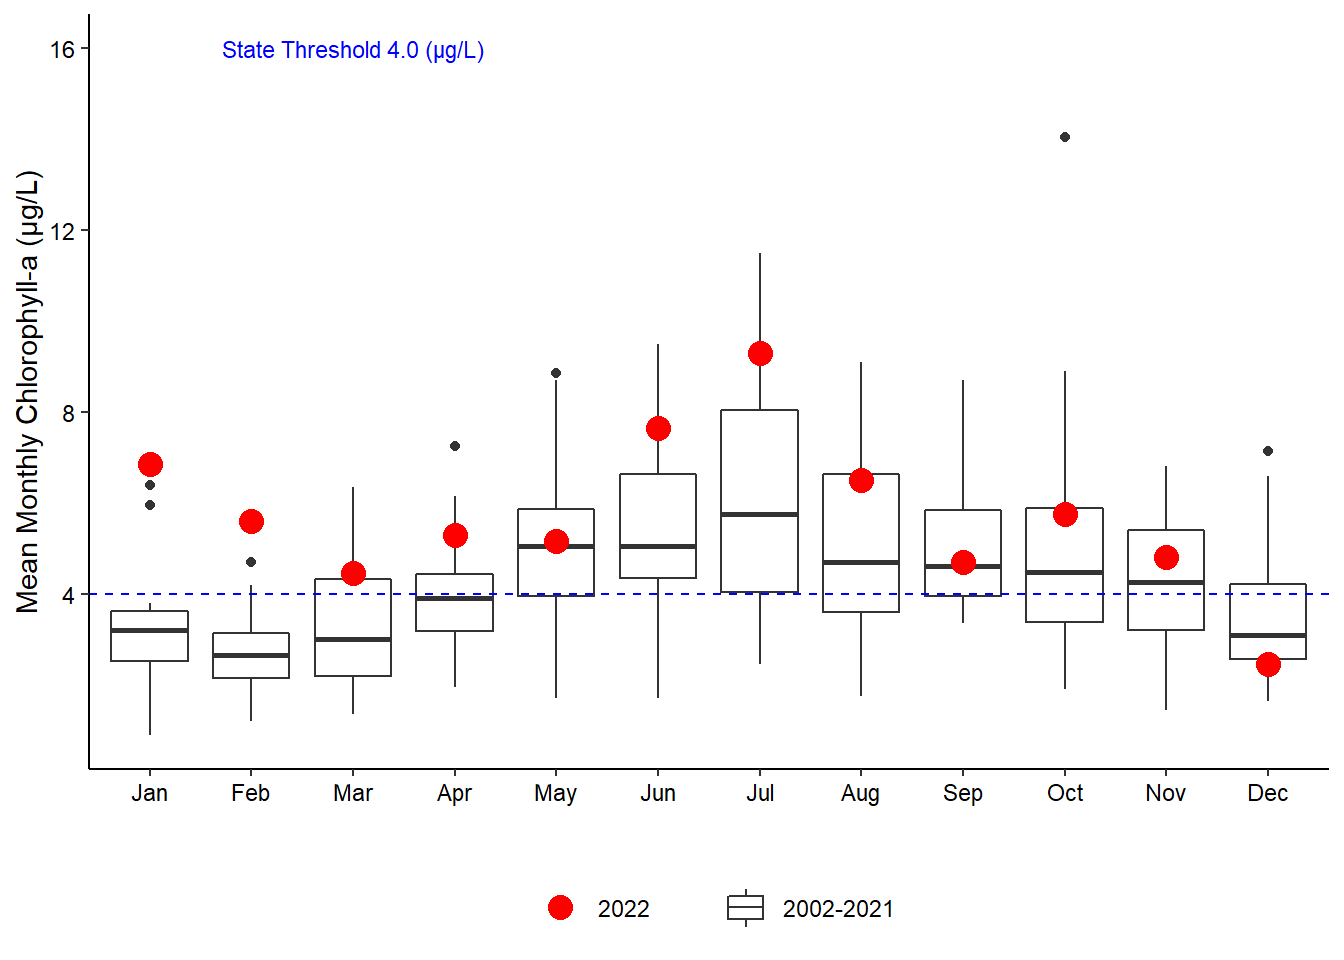 State Threshold 4.0 (µg/L)
Mean Monthly Chlorophyll-a (µg/L)
16
12
8
4
Jan Feb Mar Apr May Jun Jul Aug Sep Oct Nov Dec
2022 2002-2021